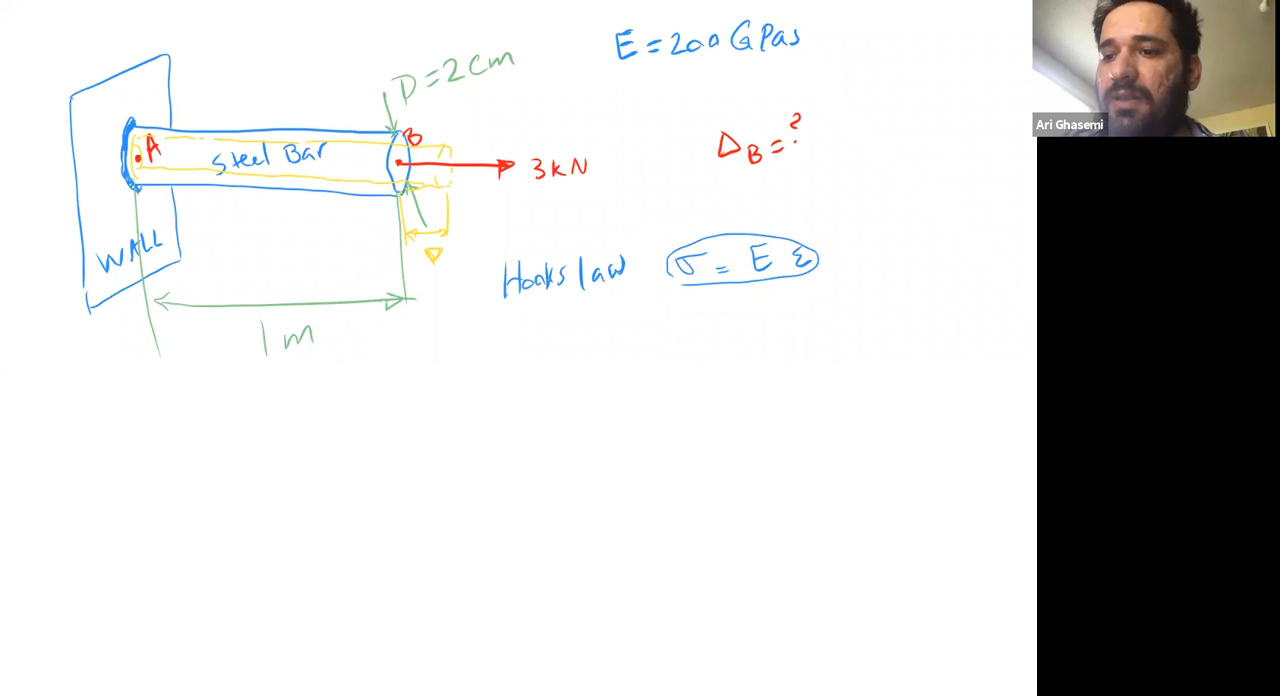 E = 200 GPas
D = 2 cm
Δ_B = ?
A
Steel Bar
B
3 kN
WALL
Δ
Hooks law σ = E ε
1 m
Ari Ghasemi